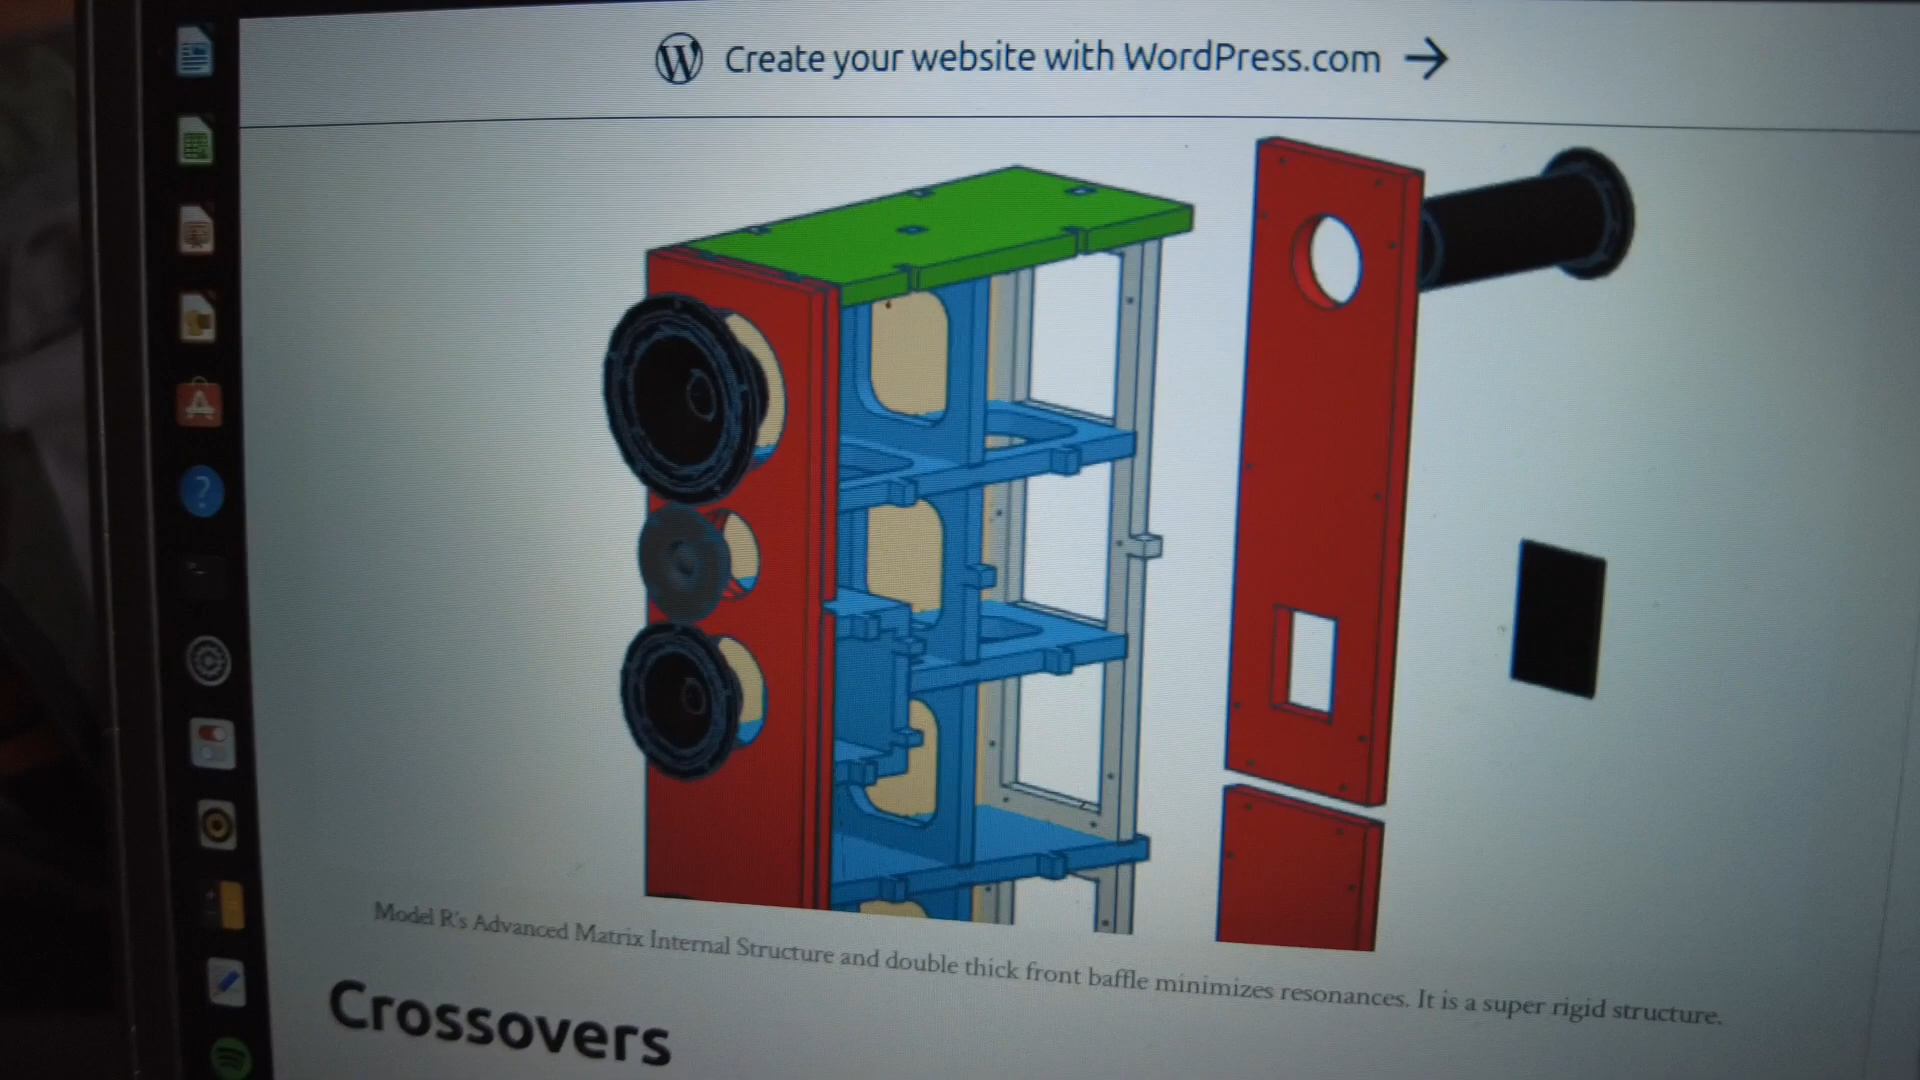 Create your website with WordPress.com
Model R's Advanced Matrix Internal Structure and double thick front baffle minimizes resonances. It is a super rigid structure.
Crossovers